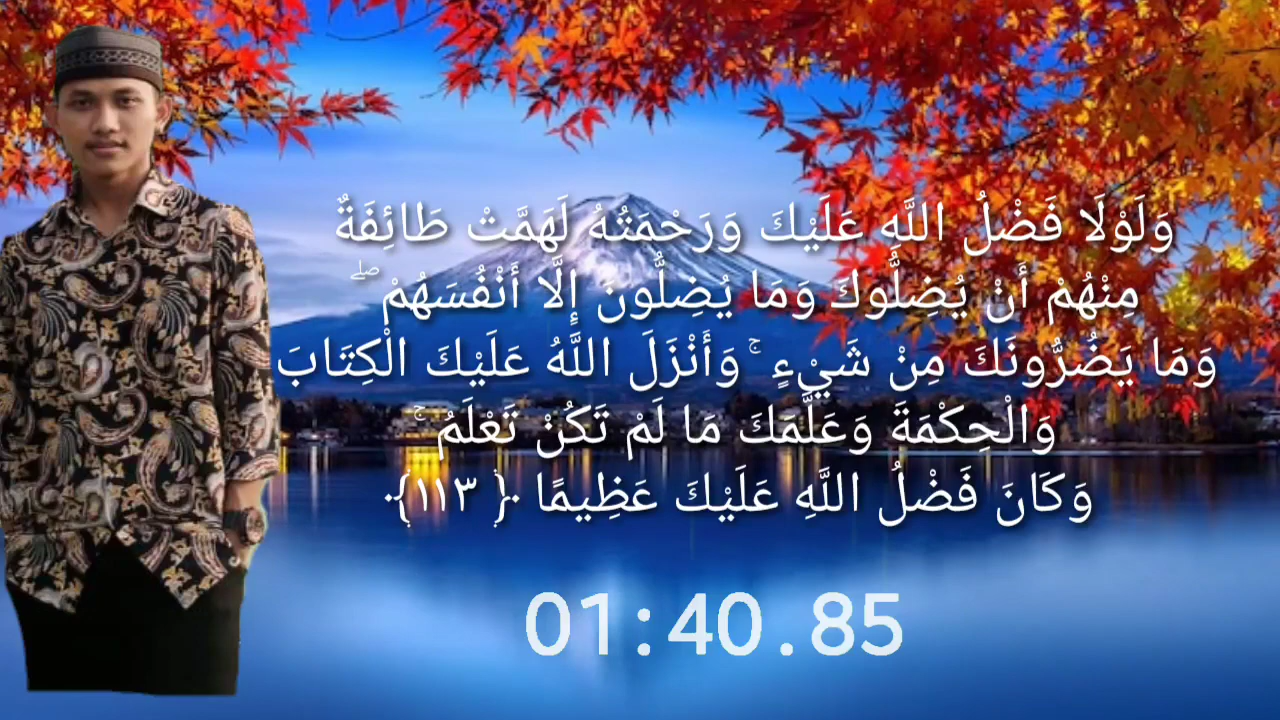 وَلَوْلَا فَضْلُ اللَّهِ عَلَيْكَ وَرَحْمَتُهُ لَهَمَّتْ طَائِفَةٌ
مِنْهُمْ أَنْ يُضِلُّوكَ وَمَا يُضِلُّونَ إِلَّا أَنْفُسَهُمْ ۖ
وَمَا يَضُرُّونَكَ مِنْ شَيْءٍ ۚ وَأَنْزَلَ اللَّهُ عَلَيْكَ الْكِتَابَ
وَالْحِكْمَةَ وَعَلَّمَكَ مَا لَمْ تَكُنْ تَعْلَمُ ۚ
وَكَانَ فَضْلُ اللَّهِ عَلَيْكَ عَظِيمًا ﴿١١٣﴾
01:40.85